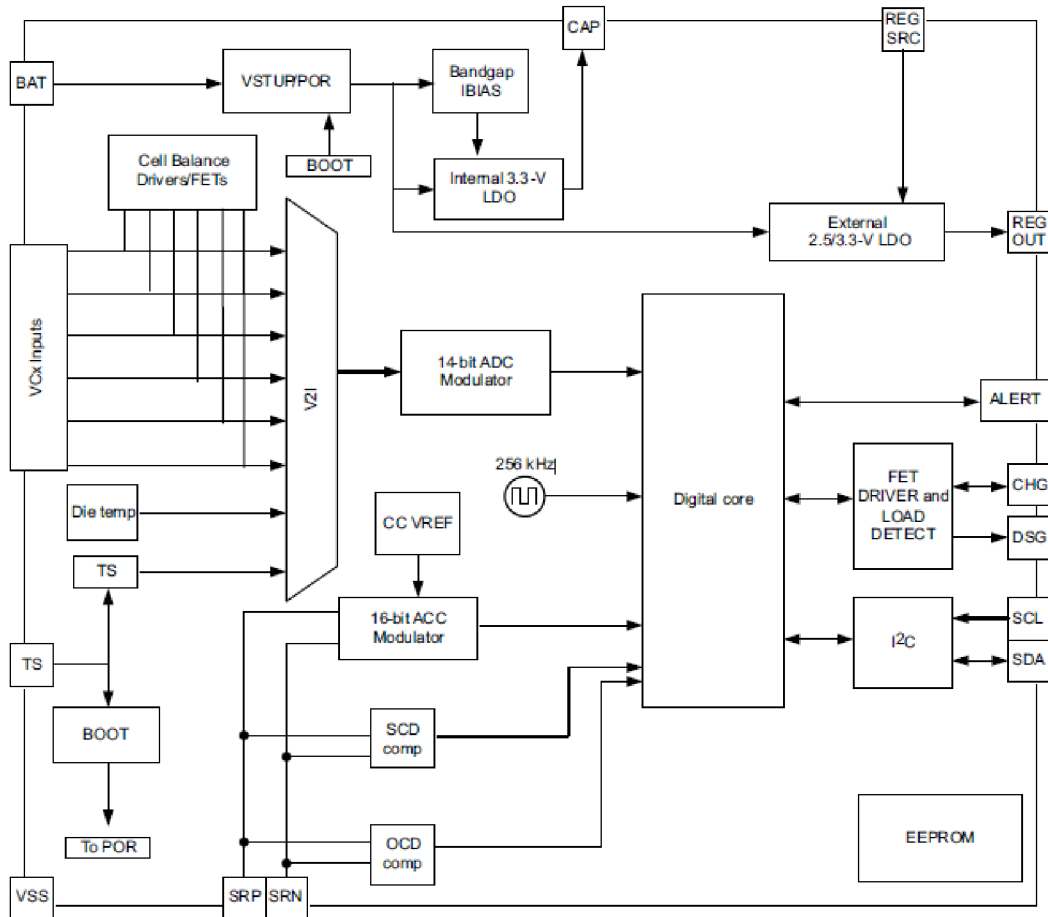 CAP
REG
SRC
BAT
VSTUP/POR
Bandgap
IBIAS
BOOT
Cell Balance
Drivers/FETs
Internal 3.3-V
LDO
External
2.5/3.3-V LDO
REG
OUT
VCx Inputs
V2I
14-bit ADC
Modulator
ALERT
256 kHz
Digital core
FET
DRIVER and
LOAD
DETECT
CHG
DSG
Die temp
CC VREF
TS
16-bit ACC
Modulator
I²C
SCL
SDA
TS
BOOT
SCD
comp
To POR
OCD
comp
EEPROM
VSS
SRP
SRN